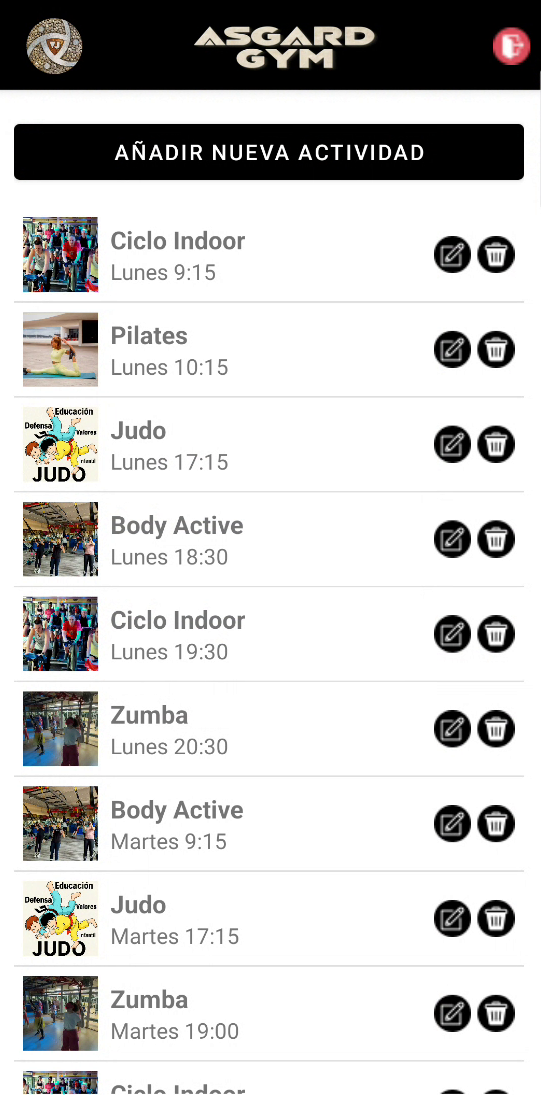 ASGARD
GYM
AÑADIR NUEVA ACTIVIDAD
Ciclo Indoor
Lunes 9:15
Pilates
Lunes 10:15
Educación
Defensa
Valores
Infantil
JUDO
Judo
Lunes 17:15
Body Active
Lunes 18:30
Ciclo Indoor
Lunes 19:30
Zumba
Lunes 20:30
Body Active
Martes 9:15
Educación
Defensa
Valores
Infantil
JUDO
Judo
Martes 17:15
Zumba
Martes 19:00
Ciclo Indoor